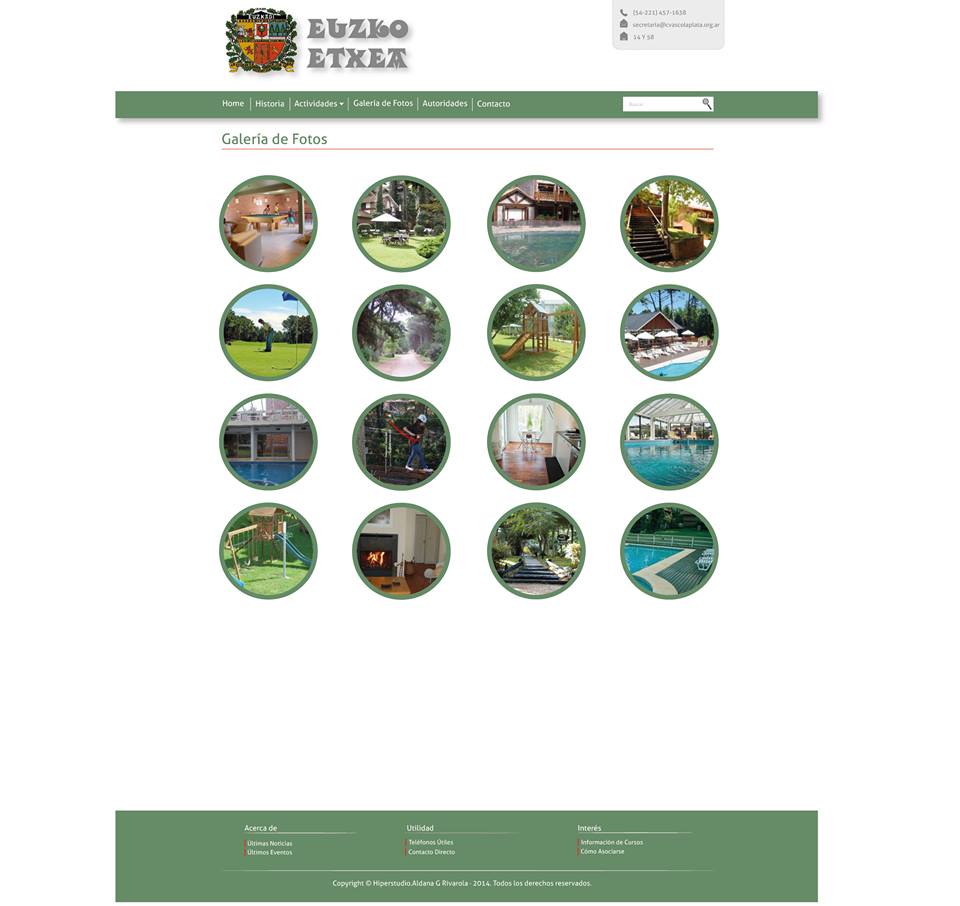 EUZKADI
EUZKO
ETXEA
(54-221) 457-1638
secretaria@cvascolaplata.org.ar
14 Y 58
Home
Historia
Actividades
Galería de Fotos
Autoridades
Contacto
Buscar
Galería de Fotos
Acerca de
Últimas Noticias
Últimos Eventos
Utilidad
Teléfonos Útiles
Contacto Directo
Interés
Información de Cursos
Cómo Asociarse
Copyright © Hiperstudio.Aldana G Rivarola - 2014. Todos los derechos reservados.